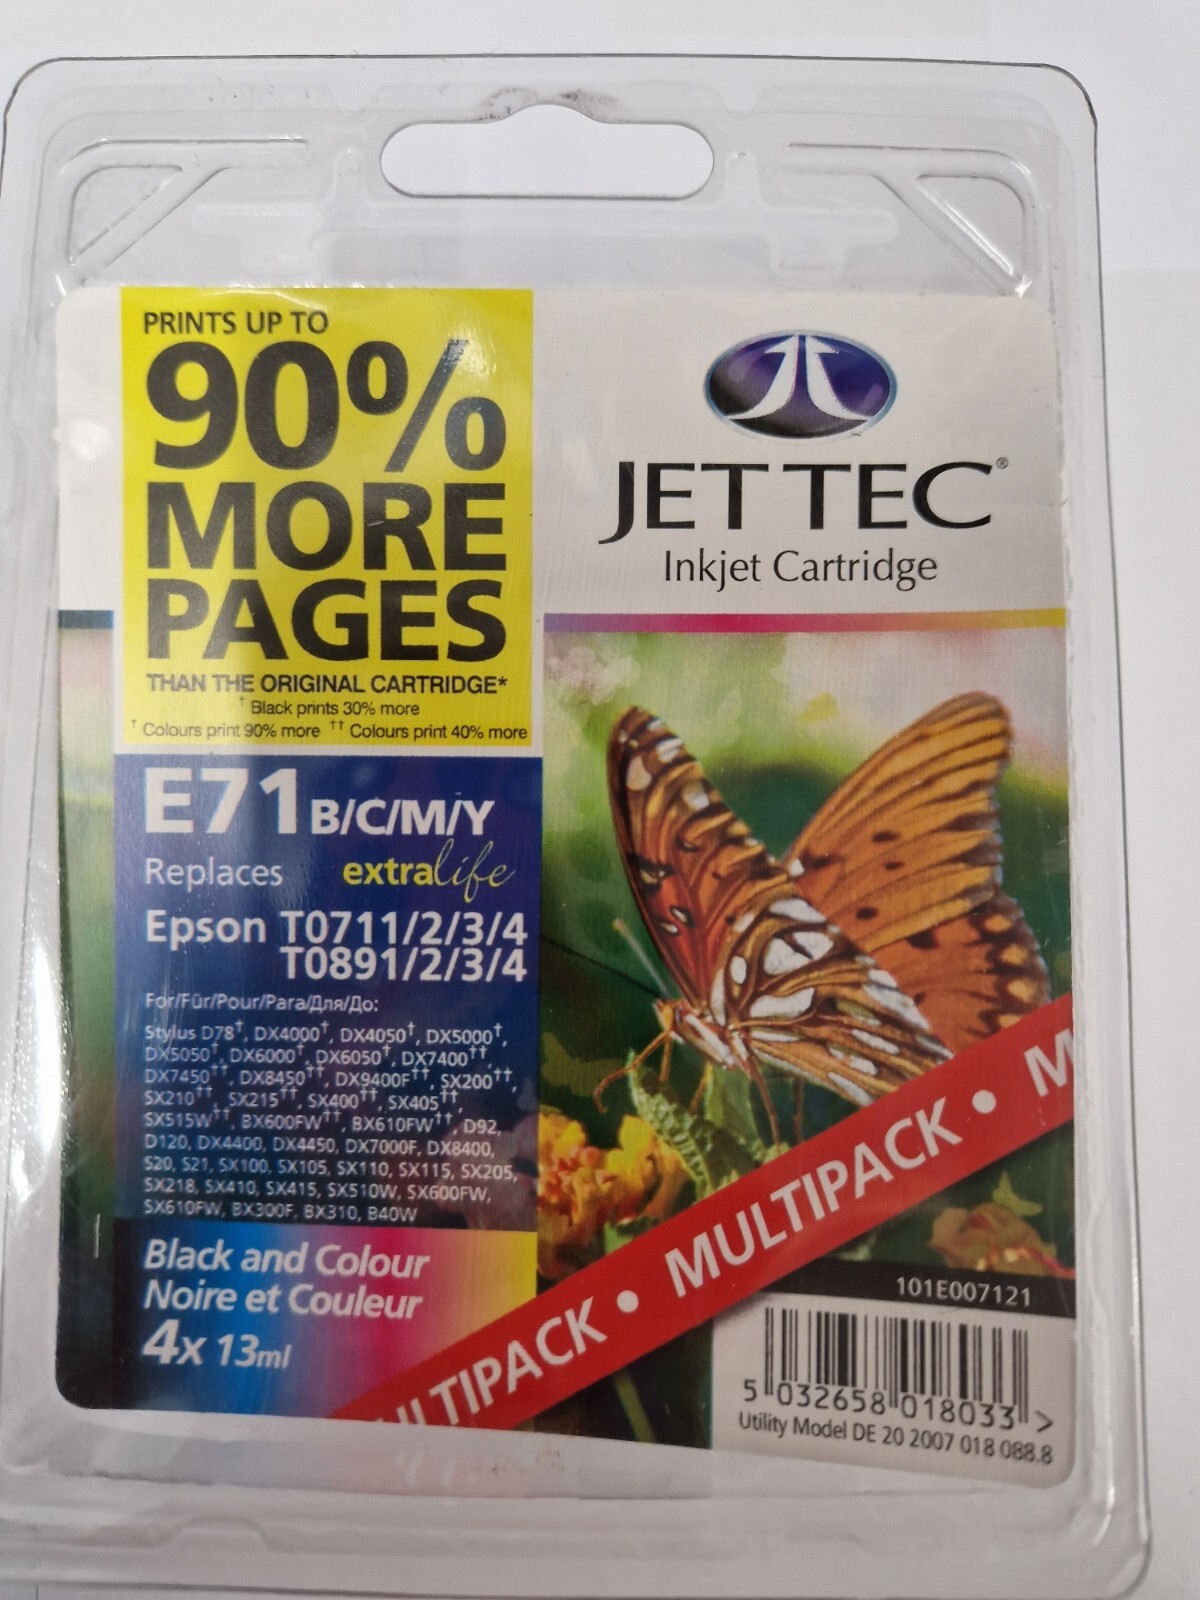 PRINTS UP TO
90%
MORE
PAGES
THAN THE ORIGINAL CARTRIDGE*
† Black prints 30% more
† Colours print 90% more †† Colours print 40% more
JET TEC®
Inkjet Cartridge
E71 B/C/M/Y
Replaces extralife
Epson T0711/2/3/4
T0891/2/3/4
For/Für/Pour/Para/Для/До:
Stylus D78†, DX4000†, DX4050†, DX5000†,
DX5050†, DX6000†, DX6050†, DX7400††,
DX7450††, DX8450††, DX9400F††, SX200††,
SX210††, SX215††, SX400††, SX405††,
SX515W††, BX600FW††, BX610FW††, D92,
D120, DX4400, DX4450, DX7000F, DX8400,
S20, S21, SX100, SX105, SX110, SX115, SX205,
SX218, SX410, SX415, SX510W, SX600FW,
SX610FW, BX300F, BX310, B40W
Black and Colour
Noire et Couleur
4x 13ml
ULTIPACK • MULTIPACK • M
101E007121
5 032658 018033 >
Utility Model DE 20 2007 018 088.8